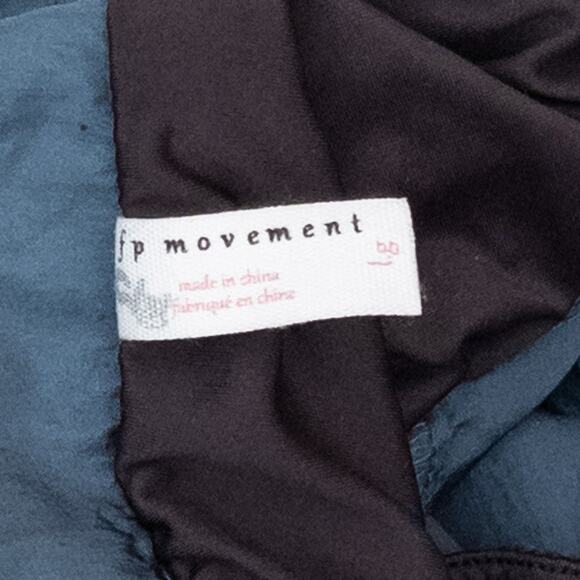 fp movement
made in china
fabriqué en chine